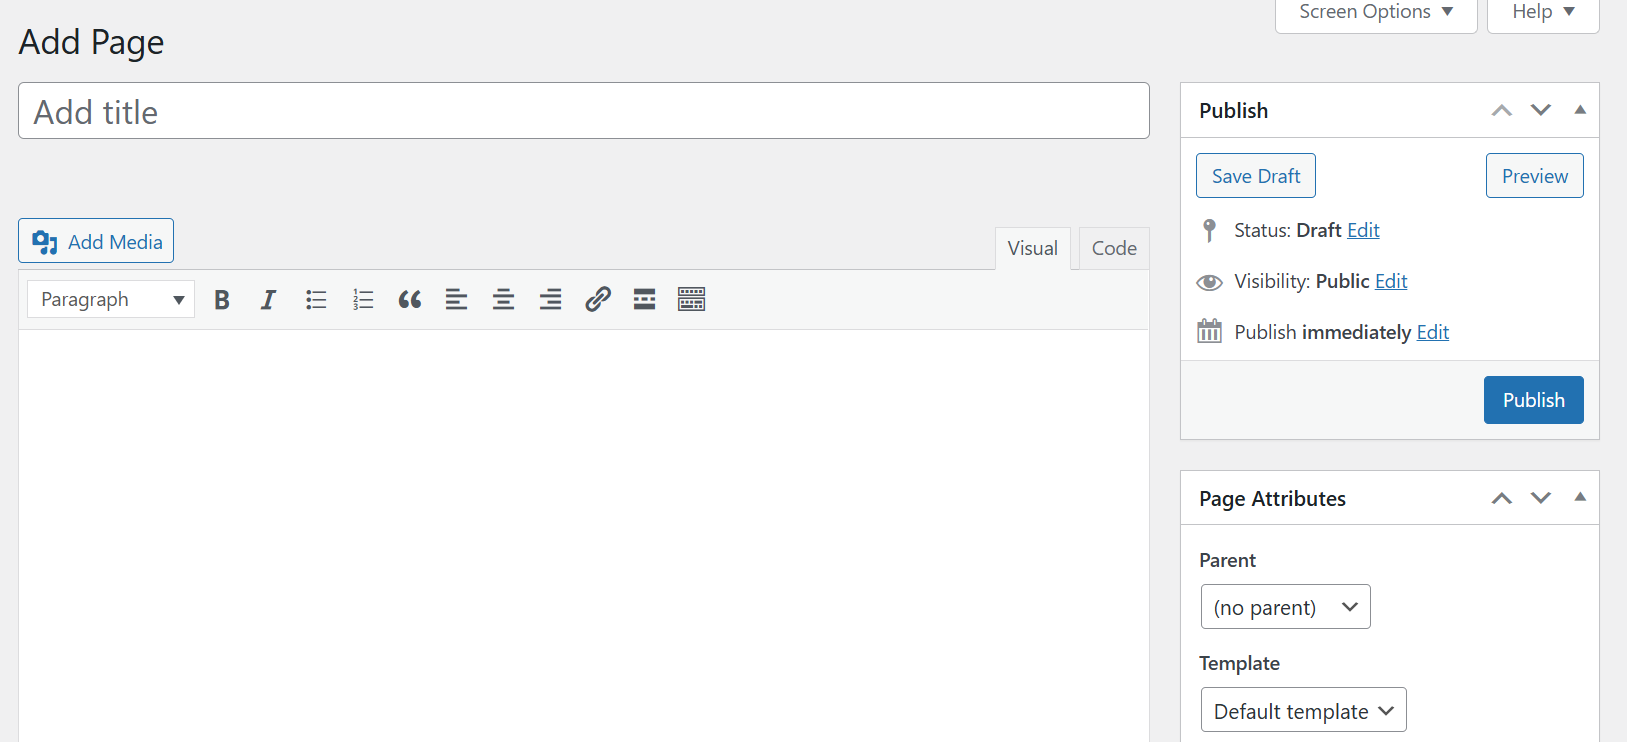 Screen Options ▼ Help ▼
Add Page
Add title
Publish
Save Draft Preview
Status: Draft Edit
Visibility: Public Edit
Publish immediately Edit
Publish
Add Media
Visual Code
Paragraph
Page Attributes
Parent
(no parent)
Template
Default template